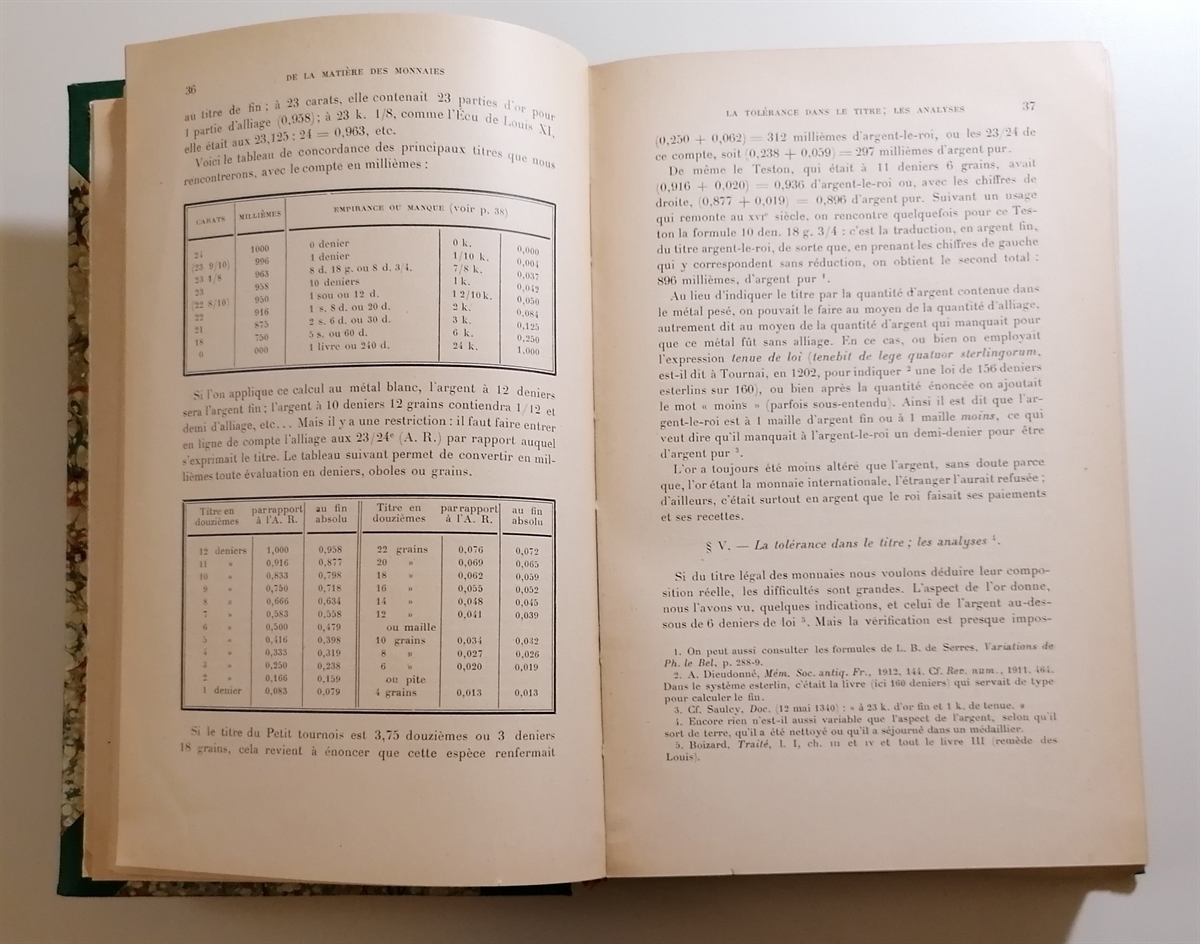 36
DE LA MATIÈRE DES MONNAIES
au titre de fin ; à 23 carats, elle contenait 23 parties d'or pour
1 partie d'alliage (0,958) ; à 23 k. 1/8, comme l'Écu de Louis XI,
elle était aux 23,125 : 24 = 0,963, etc.
Voici le tableau de concordance des principaux titres que nous
rencontrerons, avec le compte en millièmes :
CARATS MILLIÈMES EMPIRANCE OU MANQUE (voir p. 38)
24 1000 0 denier 0 k. 0,000
(23 9/10) 996 1 denier 1/10 k. 0,004
23 1/8 963 8 d. 18 g. ou 8 d. 3/4. 7/8 k. 0,037
23 958 10 deniers 1 k. 0,042
(22 8/10) 950 1 sou ou 12 d. 1 2/10 k. 0,050
22 916 1 s. 8 d. ou 20 d. 2 k. 0,084
21 875 2 s. 6 d. ou 30 d. 3 k. 0,125
18 750 5 s. ou 60 d. 6 k. 0,250
0 000 1 livre ou 240 d. 24 k. 1,000
Si l'on applique ce calcul au métal blanc, l'argent à 12 deniers
sera l'argent fin ; l'argent à 10 deniers 12 grains contiendra 1/12 et
demi d'alliage, etc... Mais il y a une restriction : il faut faire entrer
en ligne de compte l'alliage aux 23/24e (A. R.) par rapport auquel
s'exprimait le titre. Le tableau suivant permet de convertir en mil-
lièmes toute évaluation en deniers, oboles ou grains.
Titre en par rapport au fin Titre en par rapport au fin
douzièmes à l'A. R. absolu douzièmes à l'A. R. absolu
12 deniers 1,000 0,958 22 grains 0,076 0,072
11 » 0,916 0,877 20 » 0,069 0,065
10 » 0,833 0,798 18 » 0,062 0,059
9 » 0,750 0,718 16 » 0,055 0,052
8 » 0,666 0,634 14 » 0,048 0,045
7 » 0,583 0,558 12 » 0,041 0,039
6 » 0,500 0,479 ou maille
5 » 0,416 0,398 10 grains 0,034 0,032
4 » 0,333 0,319 8 » 0,027 0,026
3 » 0,250 0,238 6 » 0,020 0,019
2 » 0,166 0,159 ou pite
1 denier 0,083 0,079 4 grains 0,013 0,013
Si le titre du Petit tournois est 3,75 douzièmes ou 3 deniers
18 grains, cela revient à énoncer que cette espèce renfermait
LA TOLÉRANCE DANS LE TITRE ; LES ANALYSES 37
(0,250 + 0,062) = 312 millièmes d'argent-le-roi, ou les 23/24 de
ce compte, soit (0,238 + 0,059) = 297 millièmes d'argent pur.
De même le Teston, qui était à 11 deniers 6 grains, avait
(0,916 + 0,020) = 0,936 d'argent-le-roi ou, avec les chiffres de
droite, (0,877 + 0,019) = 0,896 d'argent pur. Suivant un usage
qui remonte au XVIe siècle, on rencontre quelquefois pour ce Tes-
ton la formule 10 den. 18 g. 3/4 : c'est la traduction, en argent fin,
du titre argent-le-roi, de sorte que, en prenant les chiffres de gauche
qui y correspondent sans réduction, on obtient le second total :
896 millièmes, d'argent pur 1.
Au lieu d'indiquer le titre par la quantité d'argent contenue dans
le métal pesé, on pouvait le faire au moyen de la quantité d'alliage,
autrement dit au moyen de la quantité d'argent qui manquait pour
que ce métal fût sans alliage. En ce cas, ou bien on employait
l'expression tenue de loi (tenebit de lege quatuor sterlingorum,
est-il dit à Tournai, en 1202, pour indiquer 2 une loi de 156 deniers
esterlins sur 160), ou bien après la quantité énoncée on ajoutait
le mot « moins » (parfois sous-entendu). Ainsi il est dit que l'ar-
gent-le-roi est à 1 maille d'argent fin ou à 1 maille moins, ce qui
veut dire qu'il manquait à l'argent-le-roi un demi-denier pour être
d'argent pur 3.
L'or a toujours été moins altéré que l'argent, sans doute parce
que, l'or étant la monnaie internationale, l'étranger l'aurait refusée ;
d'ailleurs, c'était surtout en argent que le roi faisait ses paiements
et ses recettes.
§ V. — La tolérance dans le titre ; les analyses 4.
Si du titre légal des monnaies nous voulons déduire leur compo-
sition réelle, les difficultés sont grandes. L'aspect de l'or donne,
nous l'avons vu, quelques indications, et celui de l'argent au-des-
sous de 6 deniers de loi 5. Mais la vérification est presque impos-
1. On peut aussi consulter les formules de L. B. de Serres, Variations de
Ph. le Bel, p. 288-9.
2. A. Dieudonné, Mém. Soc. antiq. Fr., 1912, 144. Cf. Rev. num., 1911, 464.
Dans le système esterlin, c'était la livre (ici 160 deniers) qui servait de type
pour calculer le fin.
3. Cf. Saulcy, Doc. (12 mai 1340) : « à 23 k. d'or fin et 1 k. de tenue. »
4. Encore rien n'est-il aussi variable que l'aspect de l'argent, selon qu'il
sort de terre, qu'il a été nettoyé ou qu'il a séjourné dans un médaillier.
5. Boizard, Traité, l. I, ch. III et IV et tout le livre III (remède des
Louis).